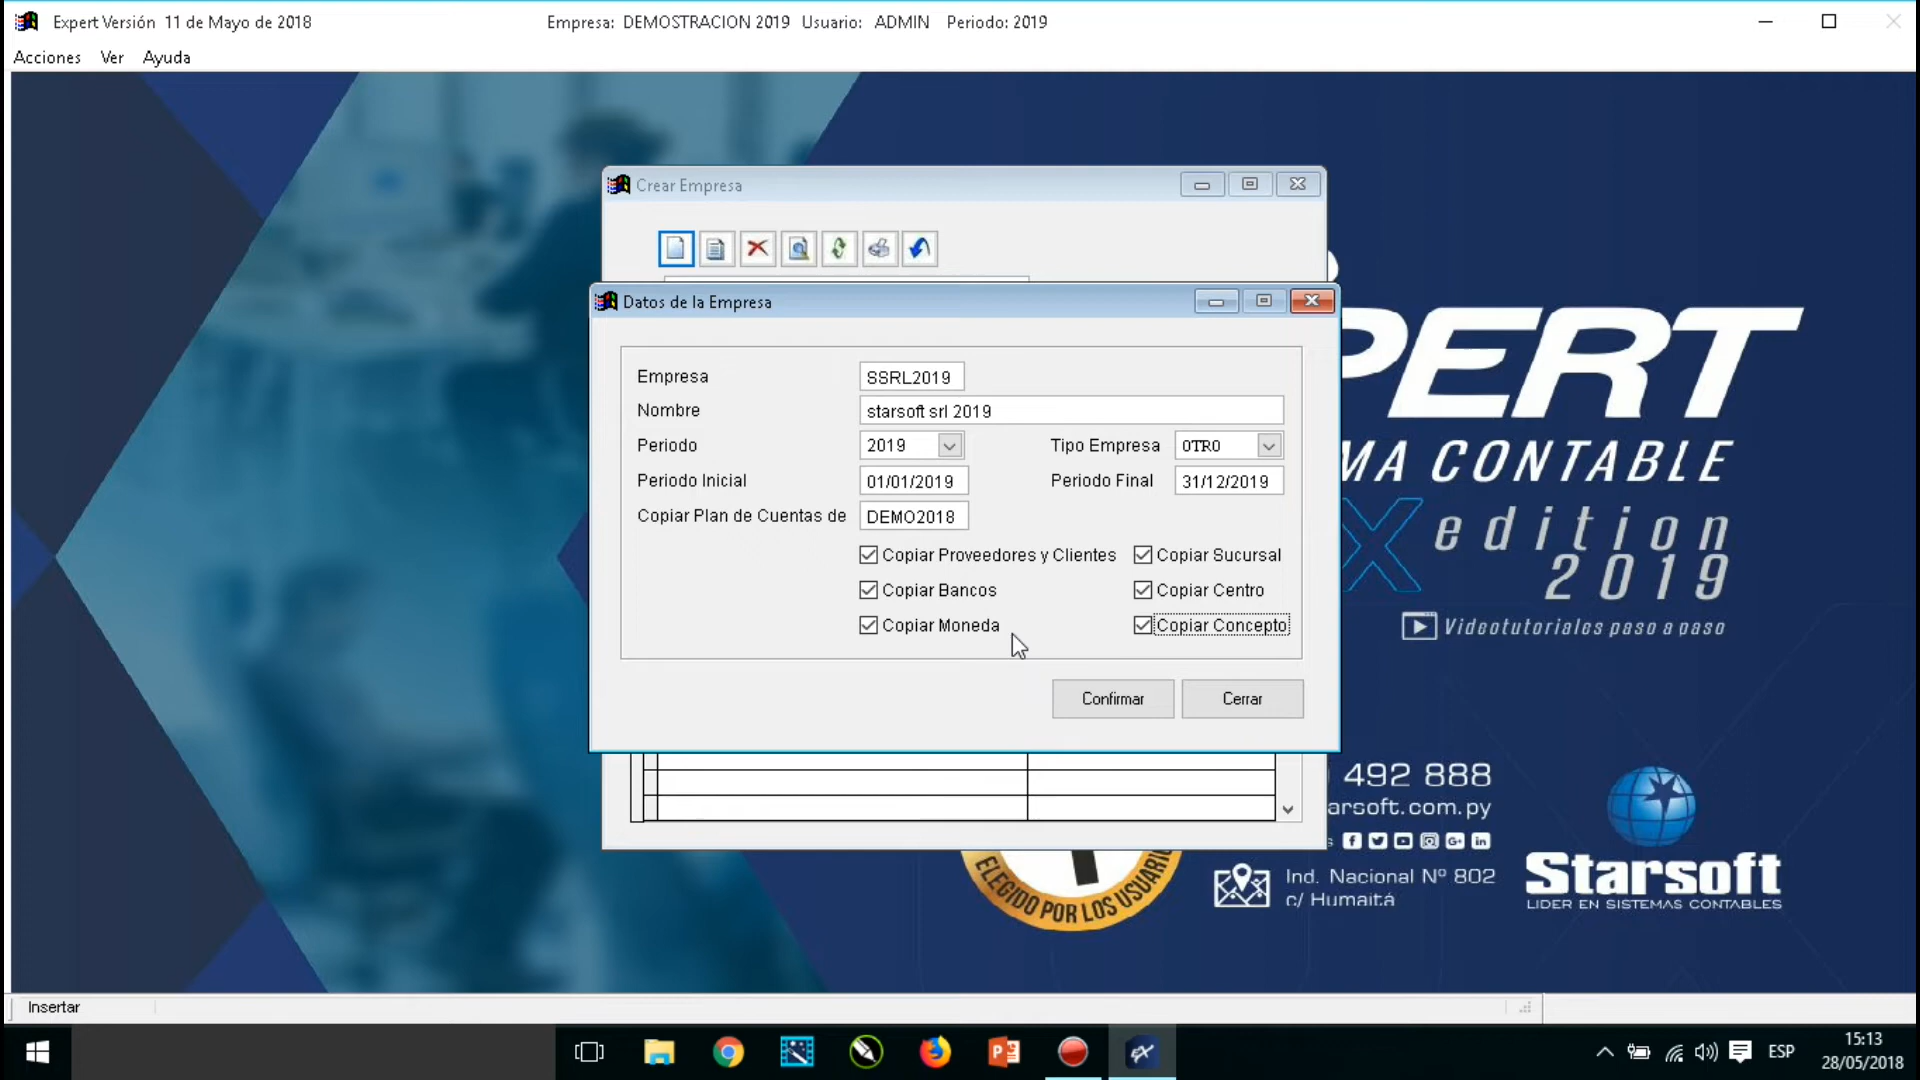 Expert Versión 11 de Mayo de 2018
Empresa: DEMOSTRACION 2019 Usuario: ADMIN Periodo: 2019
Acciones Ver Ayuda
Crear Empresa
Datos de la Empresa
Empresa SSRL2019
Nombre starsoft srl 2019
Periodo 2019 Tipo Empresa OTRO
Periodo Inicial 01/01/2019 Periodo Final 31/12/2019
Copiar Plan de Cuentas de DEMO2018
Copiar Proveedores y Clientes Copiar Sucursal
Copiar Bancos Copiar Centro
Copiar Moneda Copiar Concepto
Confirmar Cerrar
PERT
MA CONTABLE
X edition
2019
Videotutoriales paso a paso
492 888
arsoft.com.py
Ind. Nacional Nº 802
c/ Humaitá
ELEGIDO POR LOS USUARIO
Starsoft
LIDER EN SISTEMAS CONTABLES
Insertar
ESP
15:13
28/05/2018